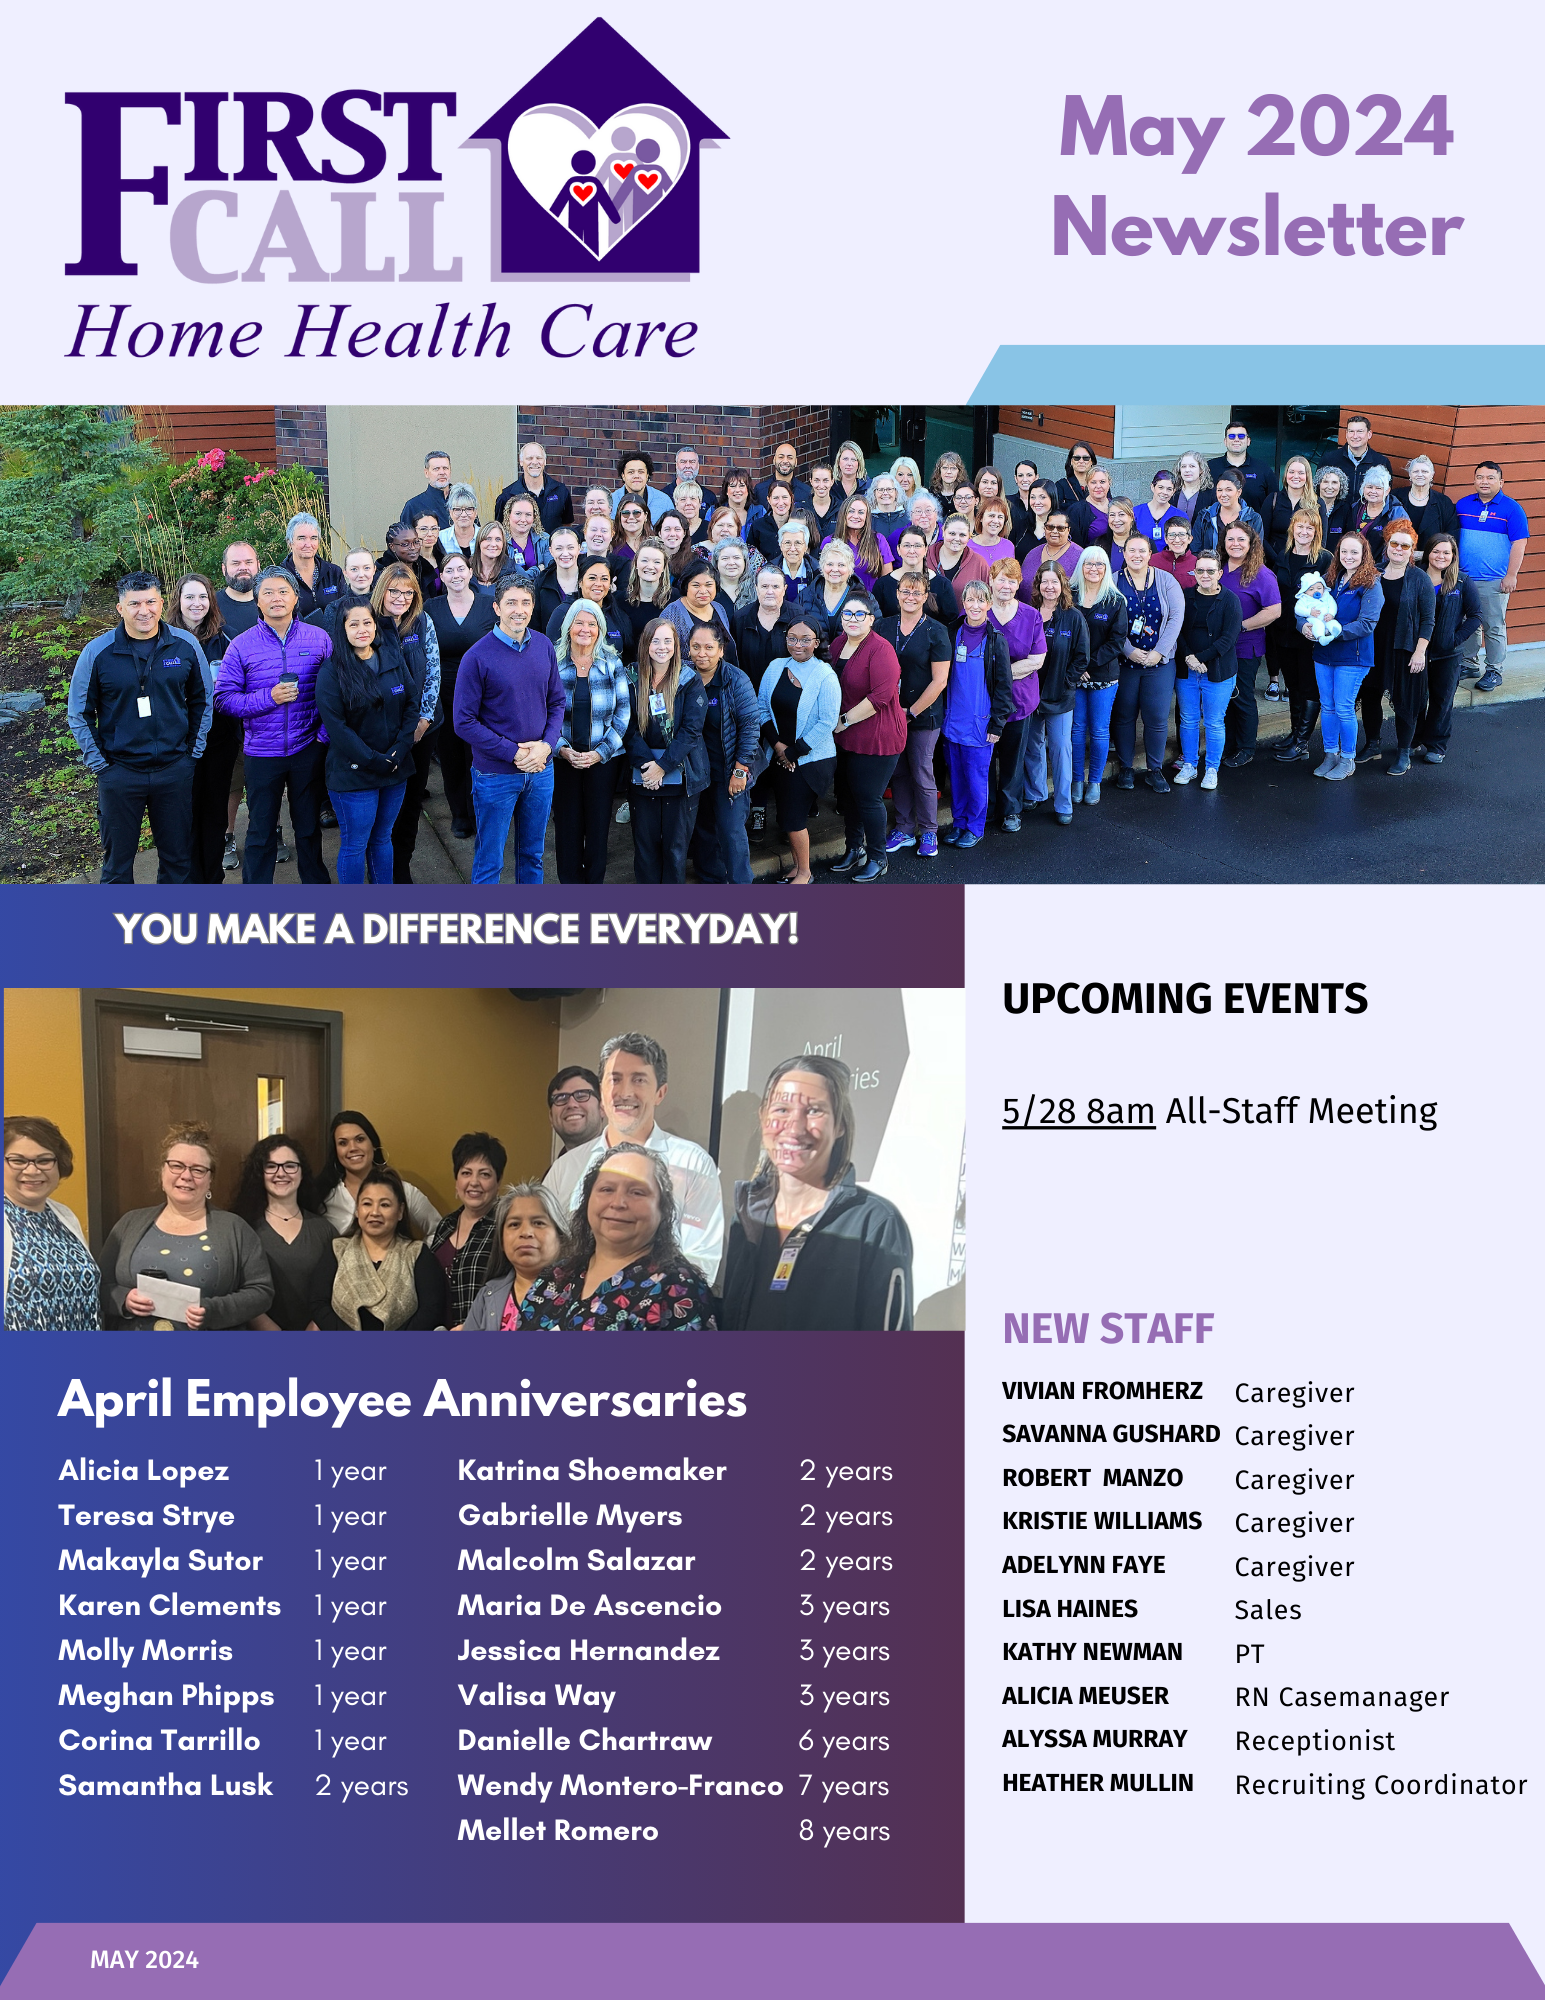 FIRST
CALL
Home Health Care
May 2024
Newsletter
YOU MAKE A DIFFERENCE EVERYDAY!
April
UPCOMING EVENTS
5/28 8am All-Staff Meeting
April Employee Anniversaries
Alicia Lopez 1 year
Teresa Strye 1 year
Makayla Sutor 1 year
Karen Clements 1 year
Molly Morris 1 year
Meghan Phipps 1 year
Corina Tarrillo 1 year
Samantha Lusk 2 years
Katrina Shoemaker 2 years
Gabrielle Myers 2 years
Malcolm Salazar 2 years
Maria De Ascencio 3 years
Jessica Hernandez 3 years
Valisa Way 3 years
Danielle Chartraw 6 years
Wendy Montero-Franco 7 years
Mellet Romero 8 years
NEW STAFF
VIVIAN FROMHERZ Caregiver
SAVANNA GUSHARD Caregiver
ROBERT MANZO Caregiver
KRISTIE WILLIAMS Caregiver
ADELYNN FAYE Caregiver
LISA HAINES Sales
KATHY NEWMAN PT
ALICIA MEUSER RN Casemanager
ALYSSA MURRAY Receptionist
HEATHER MULLIN Recruiting Coordinator
MAY 2024